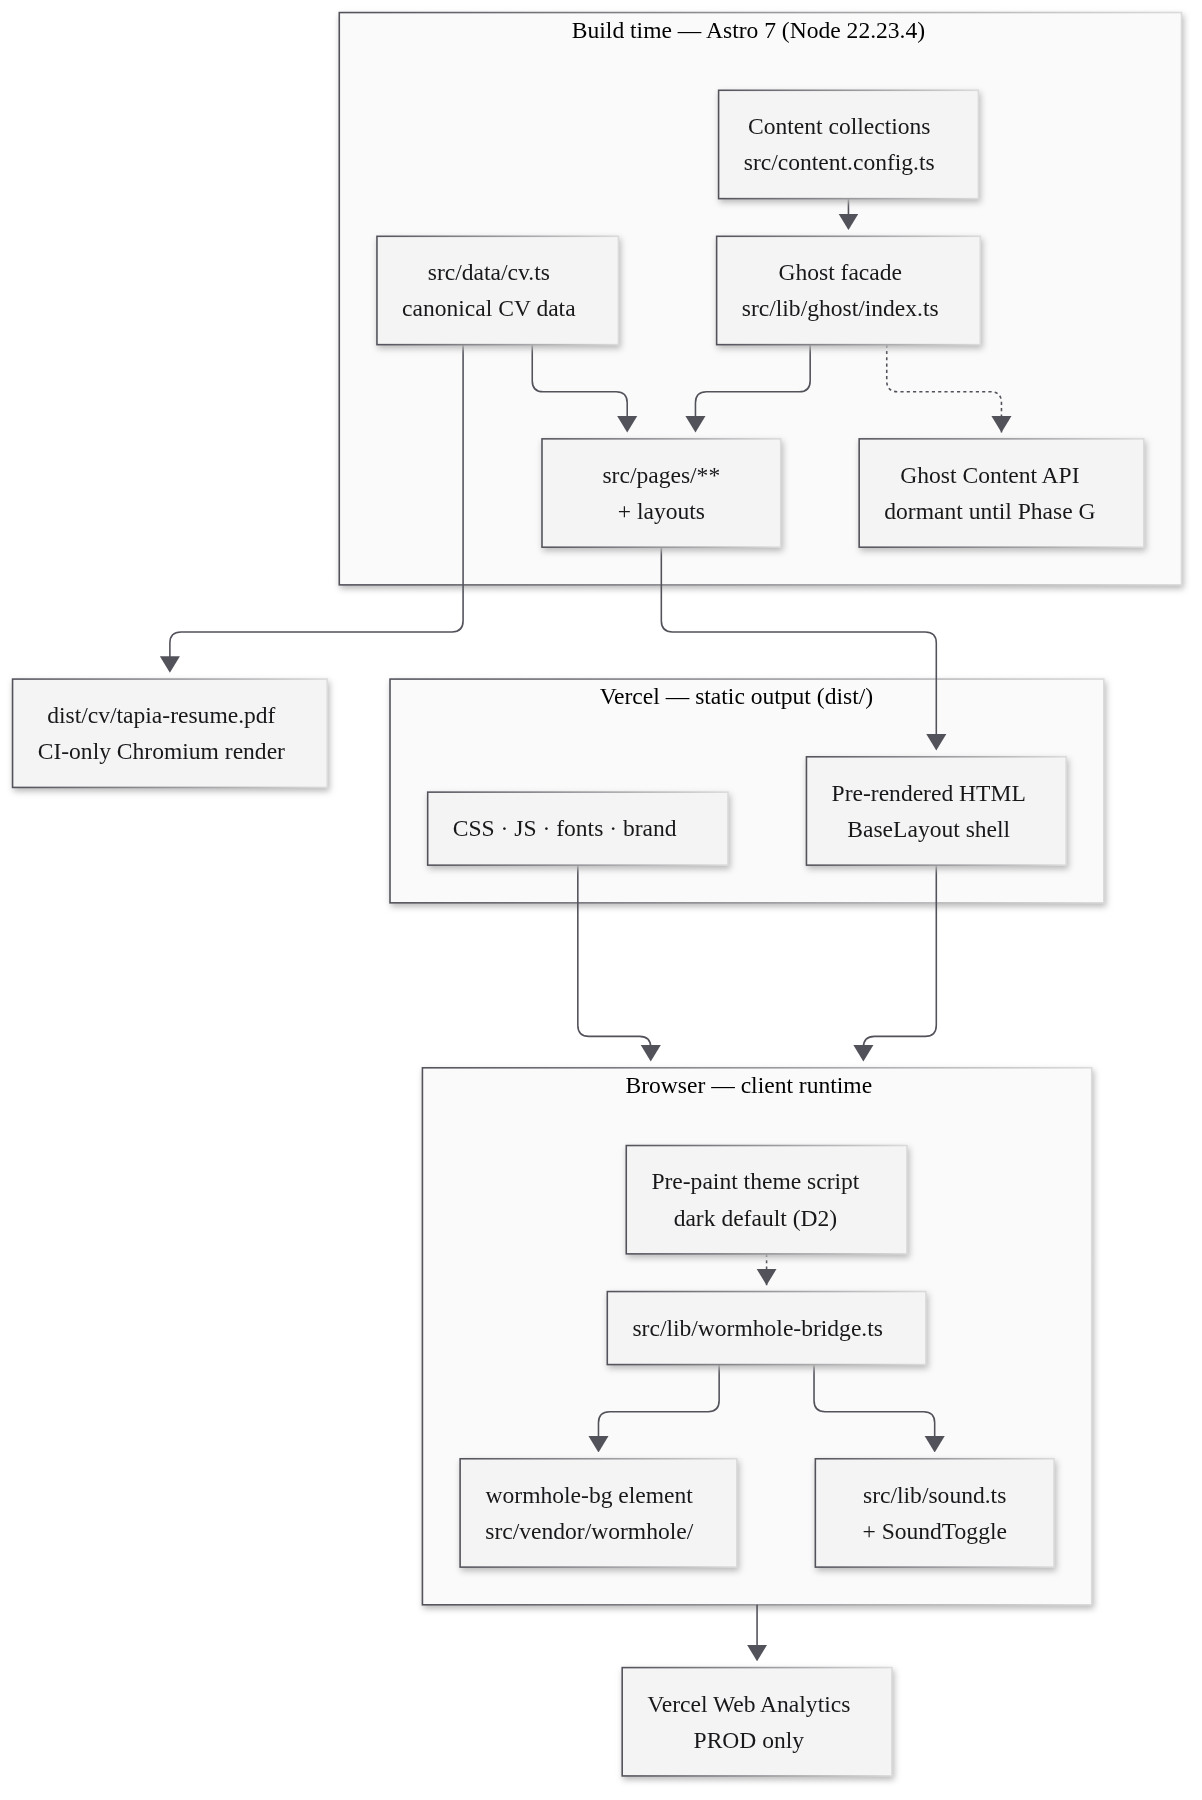 Build time — Astro 7 (Node 22.23.4)
Content collections
src/content.config.ts
src/data/cv.ts
canonical CV data
Ghost facade
src/lib/ghost/index.ts
src/pages/**
+ layouts
Ghost Content API
dormant until Phase G
dist/cv/tapia-resume.pdf
CI-only Chromium render
Vercel — static output (dist/)
CSS · JS · fonts · brand
Pre-rendered HTML
BaseLayout shell
Browser — client runtime
Pre-paint theme script
dark default (D2)
src/lib/wormhole-bridge.ts
wormhole-bg element
src/vendor/wormhole/
src/lib/sound.ts
+ SoundToggle
Vercel Web Analytics
PROD only